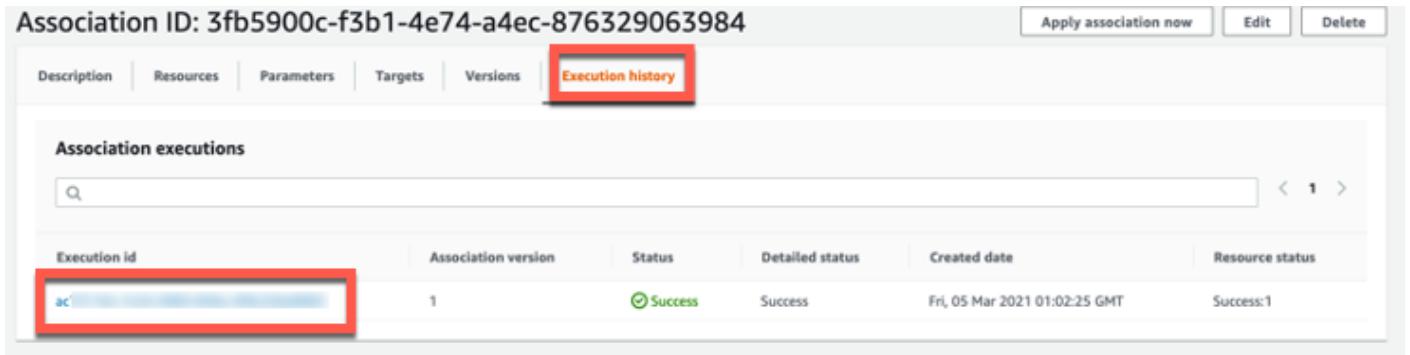 Association ID: 3fb5900c-f3b1-4e74-a4ec-876329063984 Apply association now Edit Delete
Description Resources Parameters Targets Versions Execution history
Association executions
1
Execution id Association version Status Detailed status Created date Resource status
1 Success Success Fri, 05 Mar 2021 01:02:25 GMT Success:1